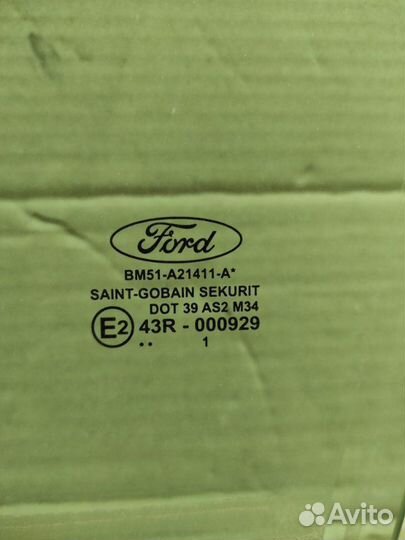 Ford
BM51-A21411-A*
SAINT-GOBAIN SEKURIT
DOT 39 AS2 M34
E2 43R - 000929
.. 1
Avito